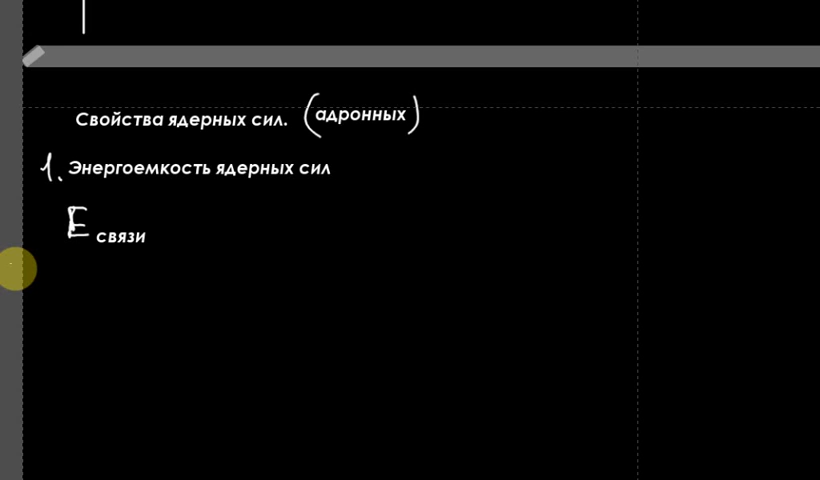 Свойства ядерных сил. (адронных)
1. Энергоемкость ядерных сил
E связи